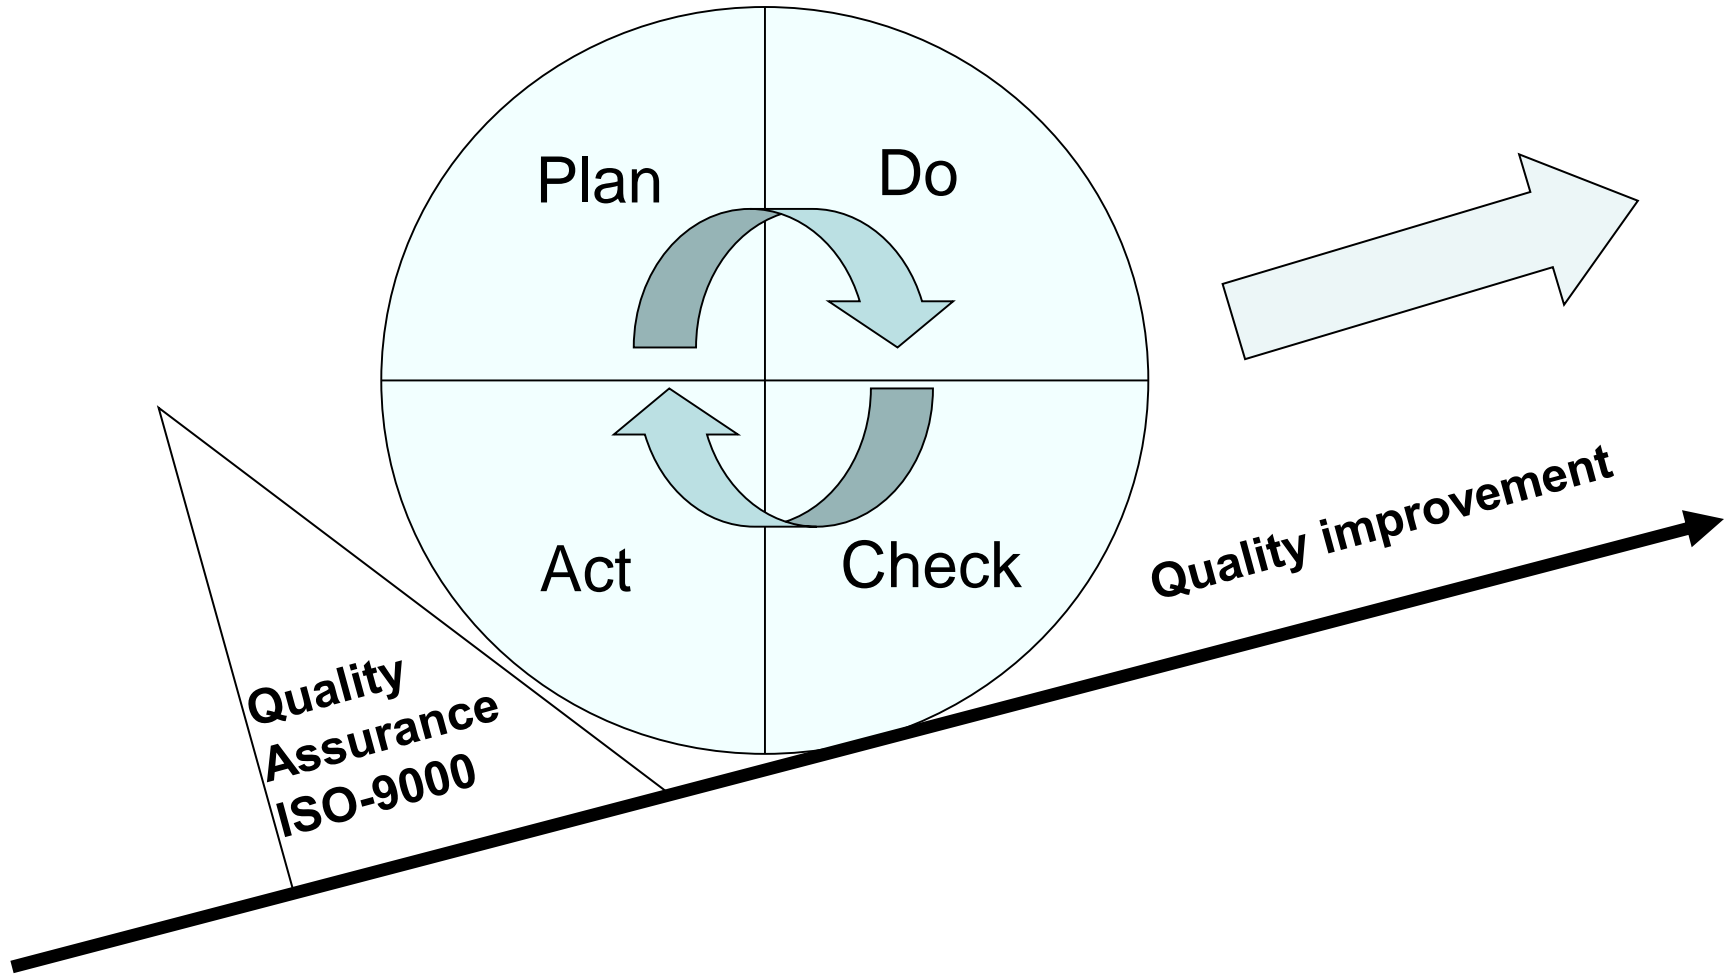 Plan
Do
Act
Check
Quality improvement
Quality
Assurance
ISO-9000